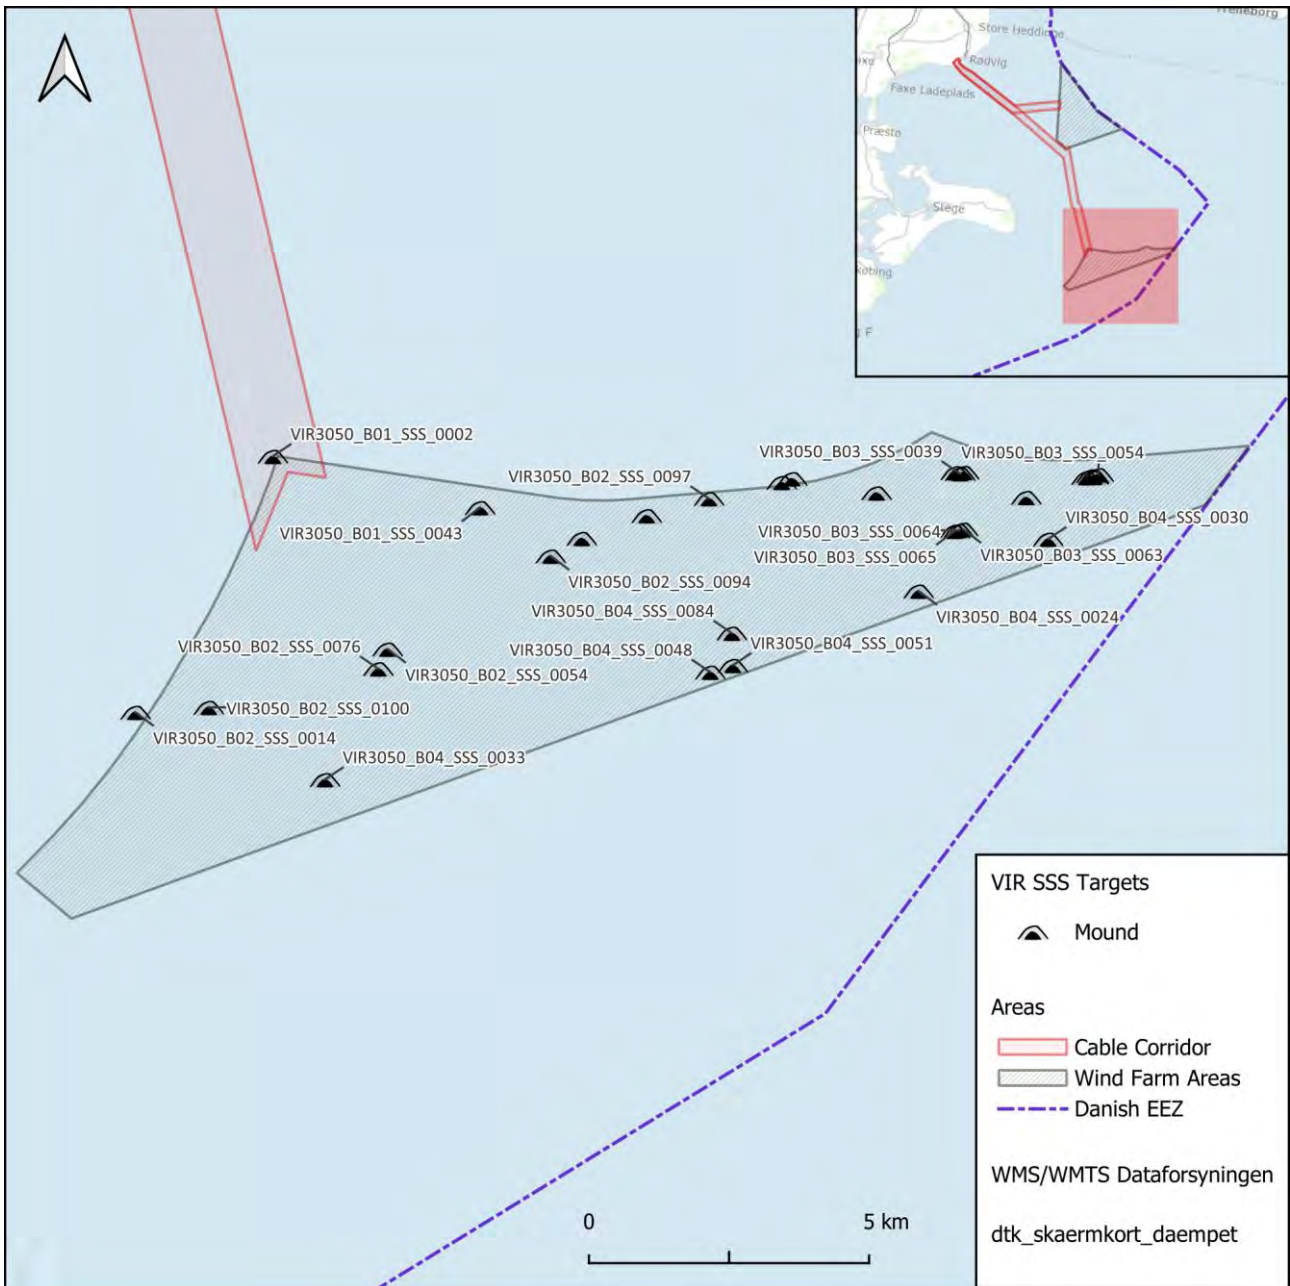 Trelleborg
Store Heddinge
Rødvig
Faxe Ladeplads
Præstø
Stege
købing
F
VIR3050_B01_SSS_0002
VIR3050_B03_SSS_0039
VIR3050_B03_SSS_0054
VIR3050_B02_SSS_0097
VIR3050_B01_SSS_0043
VIR3050_B03_SSS_0064
VIR3050_B04_SSS_0030
VIR3050_B03_SSS_0065
VIR3050_B03_SSS_0063
VIR3050_B02_SSS_0094
VIR3050_B04_SSS_0084
VIR3050_B04_SSS_0024
VIR3050_B02_SSS_0076
VIR3050_B04_SSS_0048
VIR3050_B04_SSS_0051
VIR3050_B02_SSS_0054
VIR3050_B02_SSS_0100
VIR3050_B02_SSS_0014
VIR3050_B04_SSS_0033
VIR SSS Targets
Mound
Areas
Cable Corridor
Wind Farm Areas
Danish EEZ
WMS/WMTS Dataforsyningen
dtk_skaermkort_daempet
0 5 km